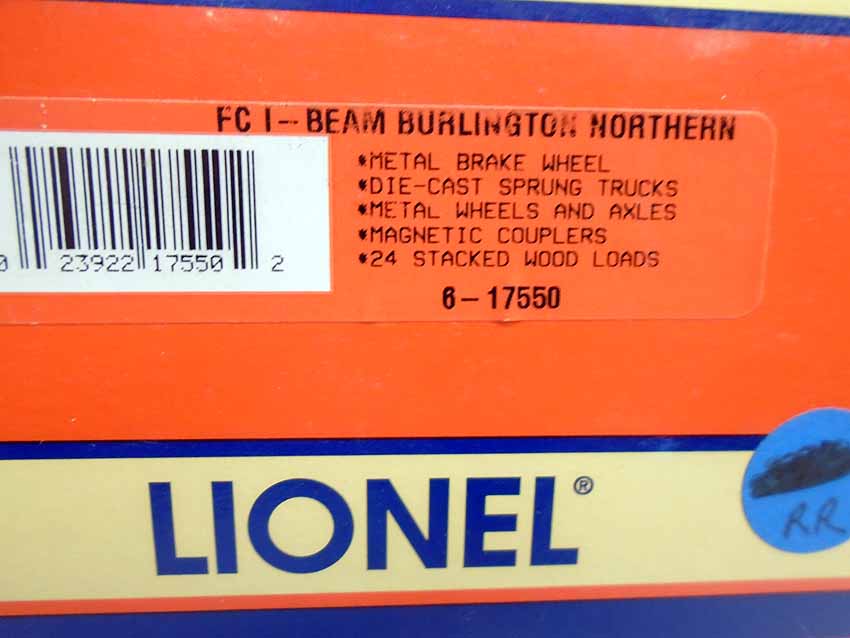 FC I-BEAM BURLINGTON NORTHERN
*METAL BRAKE WHEEL
*DIE-CAST SPRUNG TRUCKS
*METAL WHEELS AND AXLES
*MAGNETIC COUPLERS
*24 STACKED WOOD LOADS
0 23922 17550 2
6-17550
LIONEL®
RR